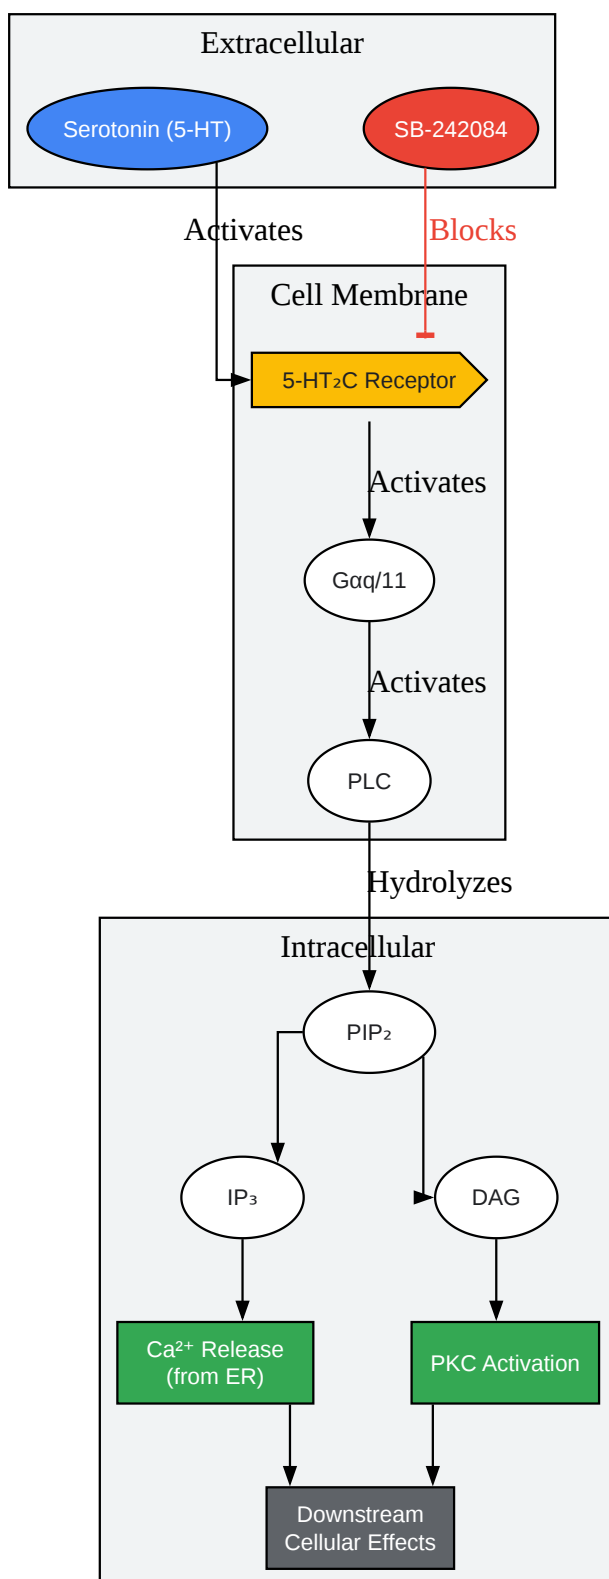 Extracellular
Serotonin (5-HT)
SB-242084
Activates
Blocks
Cell Membrane
5-HT₂C Receptor
Activates
Gαq/11
Activates
PLC
Hydrolyzes
Intracellular
PIP₂
IP₃
DAG
Ca²⁺ Release
(from ER)
PKC Activation
Downstream
Cellular Effects